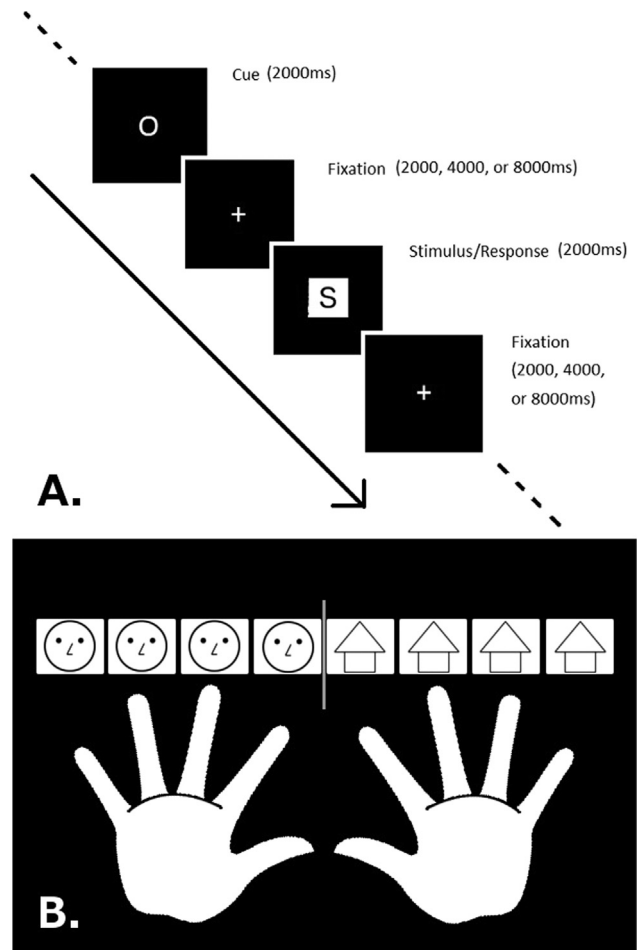 Cue (2000ms)
O
Fixation (2000, 4000, or 8000ms)
+
Stimulus/Response (2000ms)
S
Fixation
(2000, 4000,
or 8000ms)
+
A.
B.